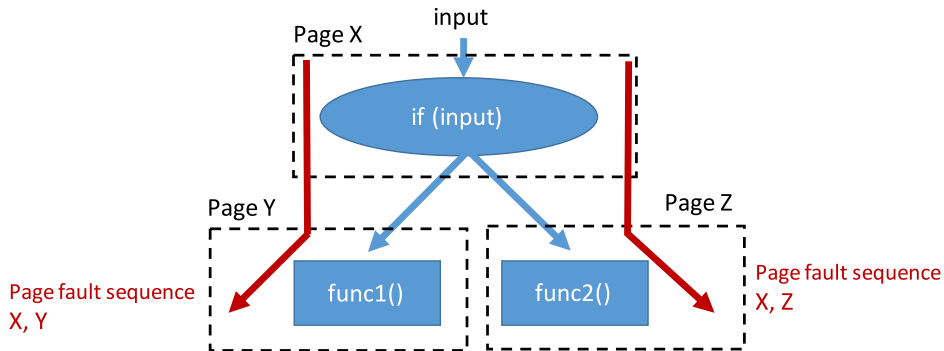 input
Page X
if (input)
Page Y
Page Z
func1()
func2()
Page fault sequence
X, Y
Page fault sequence
X, Z